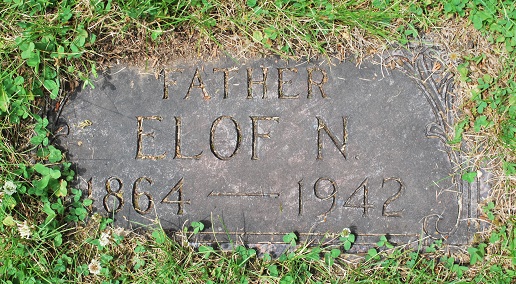 FATHER
ELOF N.
1864 — 1942